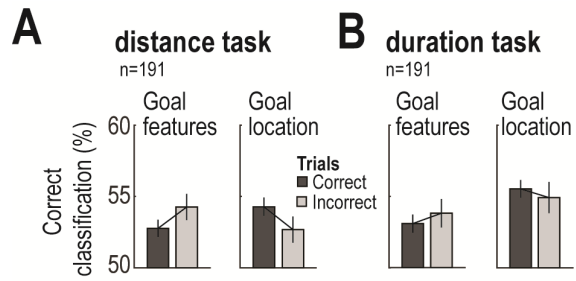 A
distance task
n=191
Goal
features
Goal
location
Correct
classification (%)
60
55
50
Trials
Correct
Incorrect
B
duration task
n=191
Goal
features
Goal
location